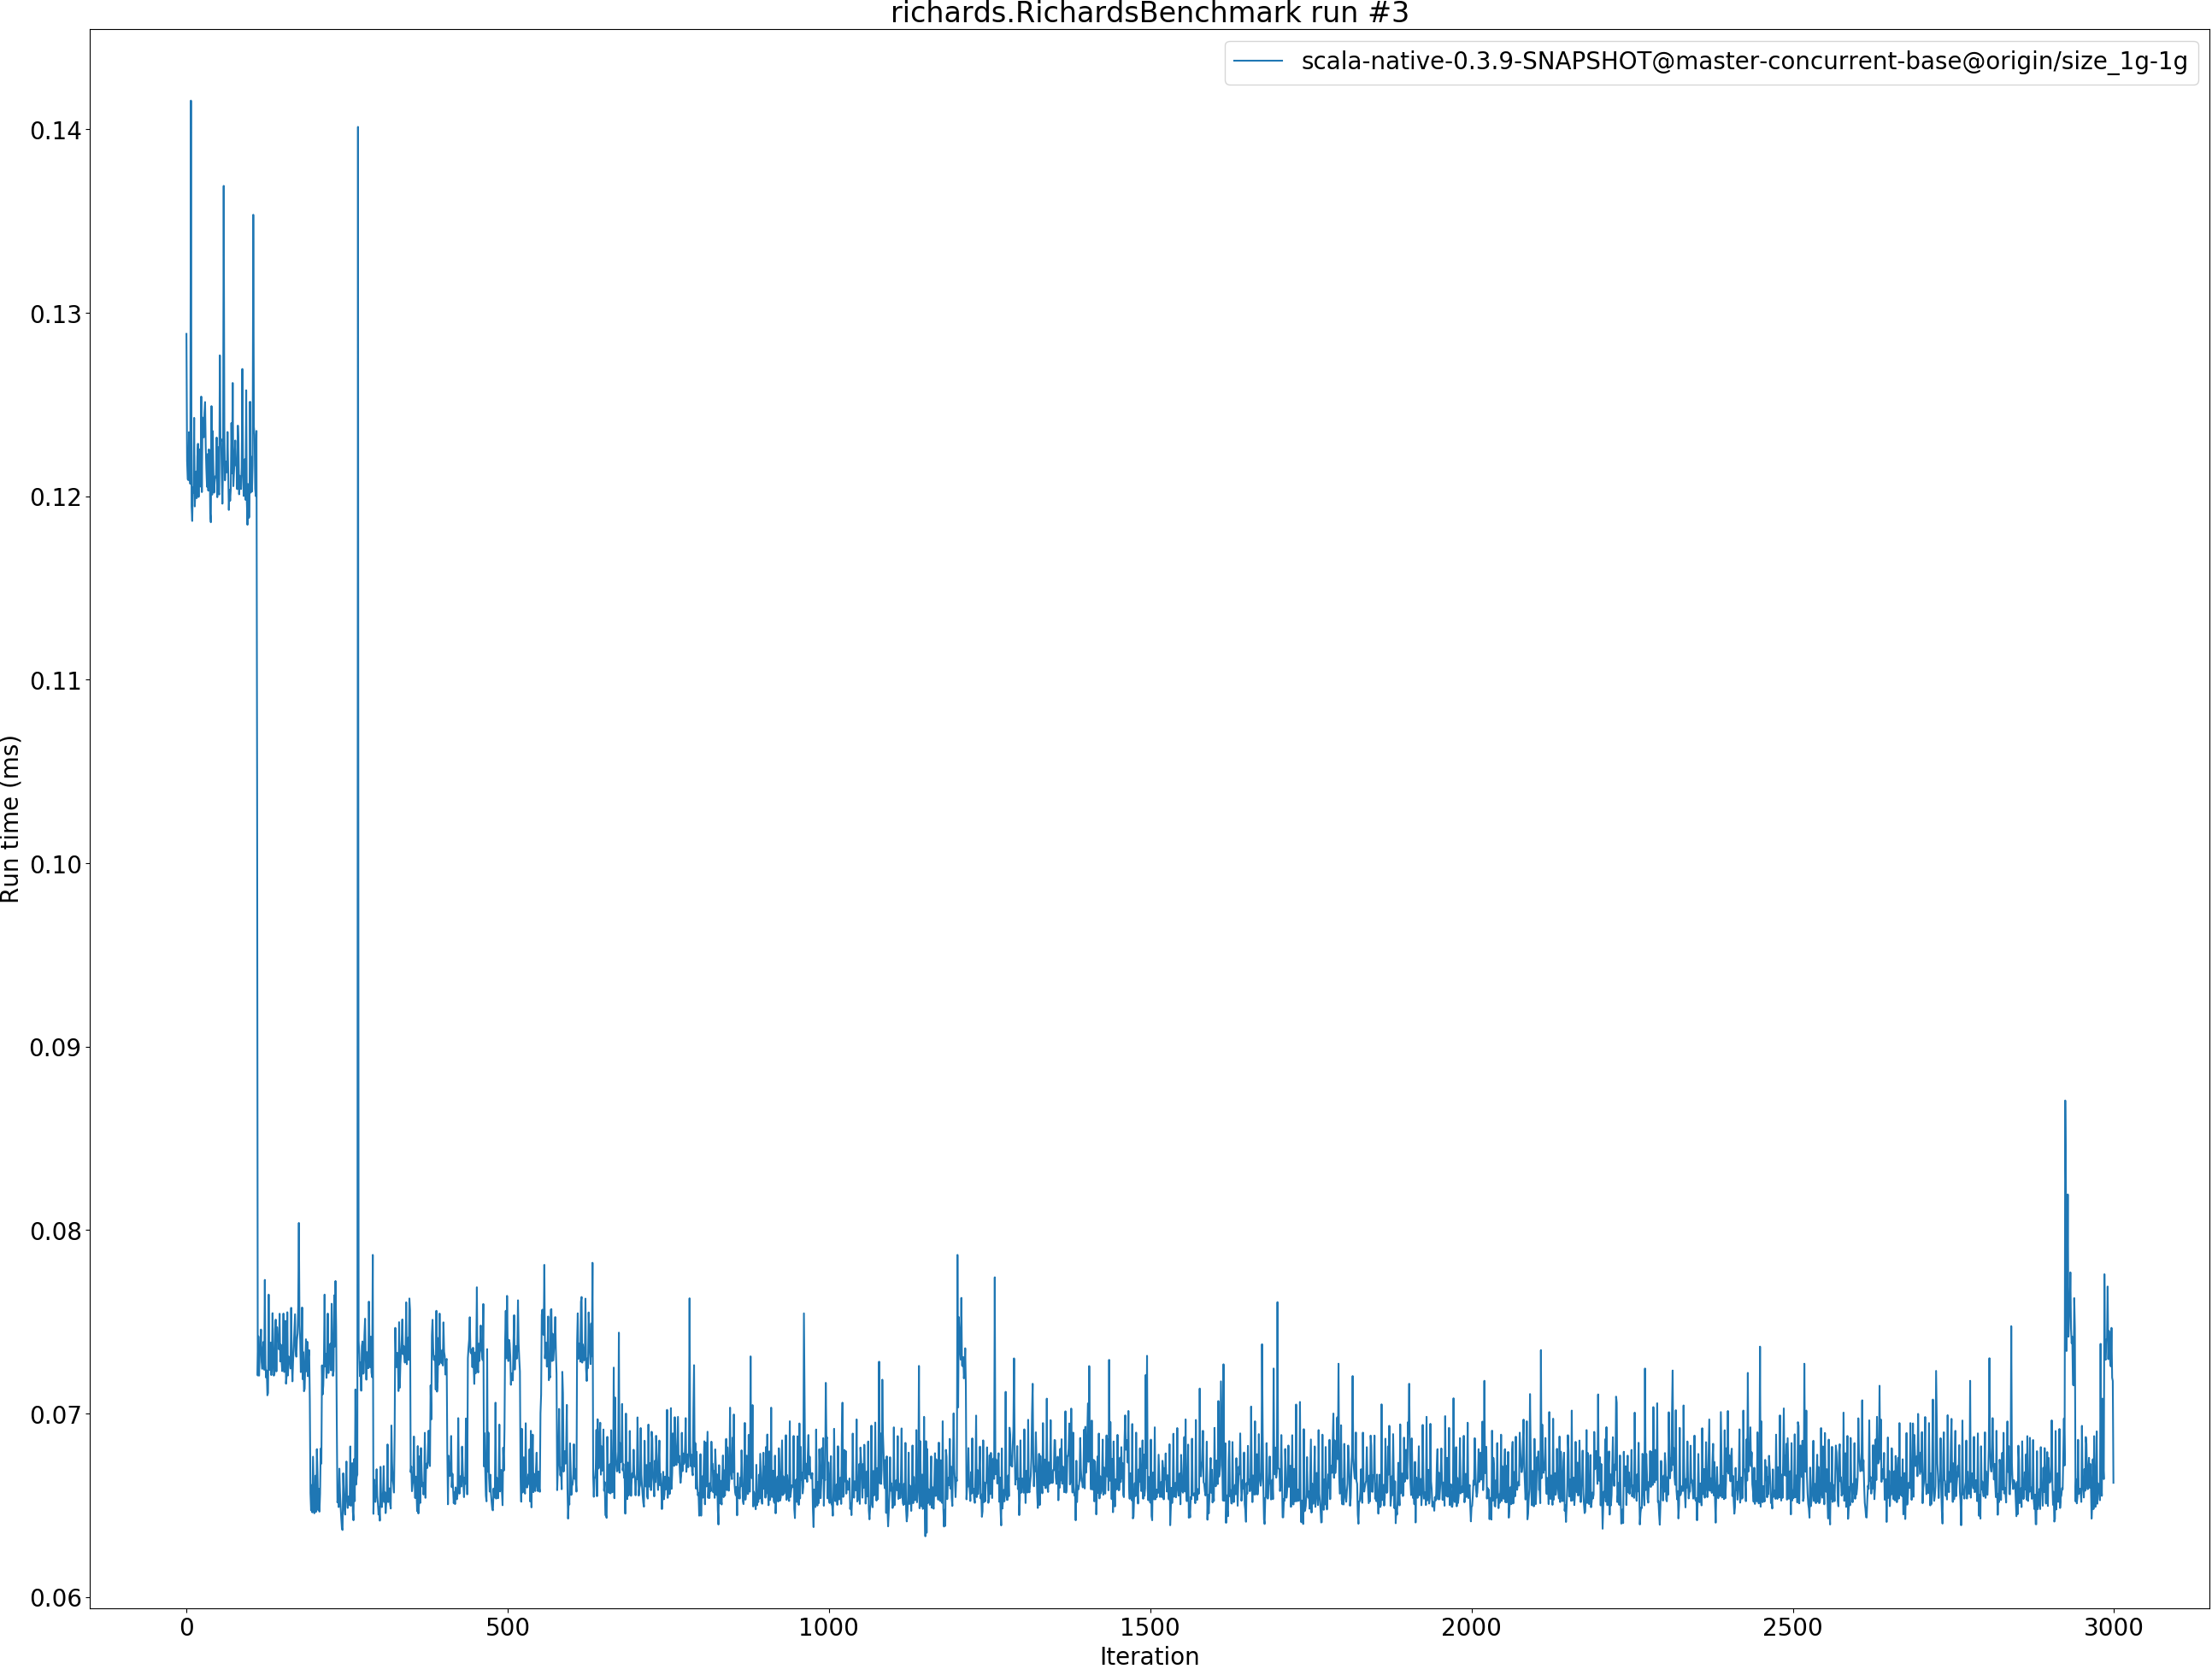 richards.RichardsBenchmark run #3
scala-native-0.3.9-SNAPSHOT@master-concurrent-base@origin/size_1g-1g
0.14
0.13
0.12
0.11
0.10
0.09
0.08
0.07
0.06
Run time (ms)
0 500 1000 1500 2000 2500 3000
Iteration